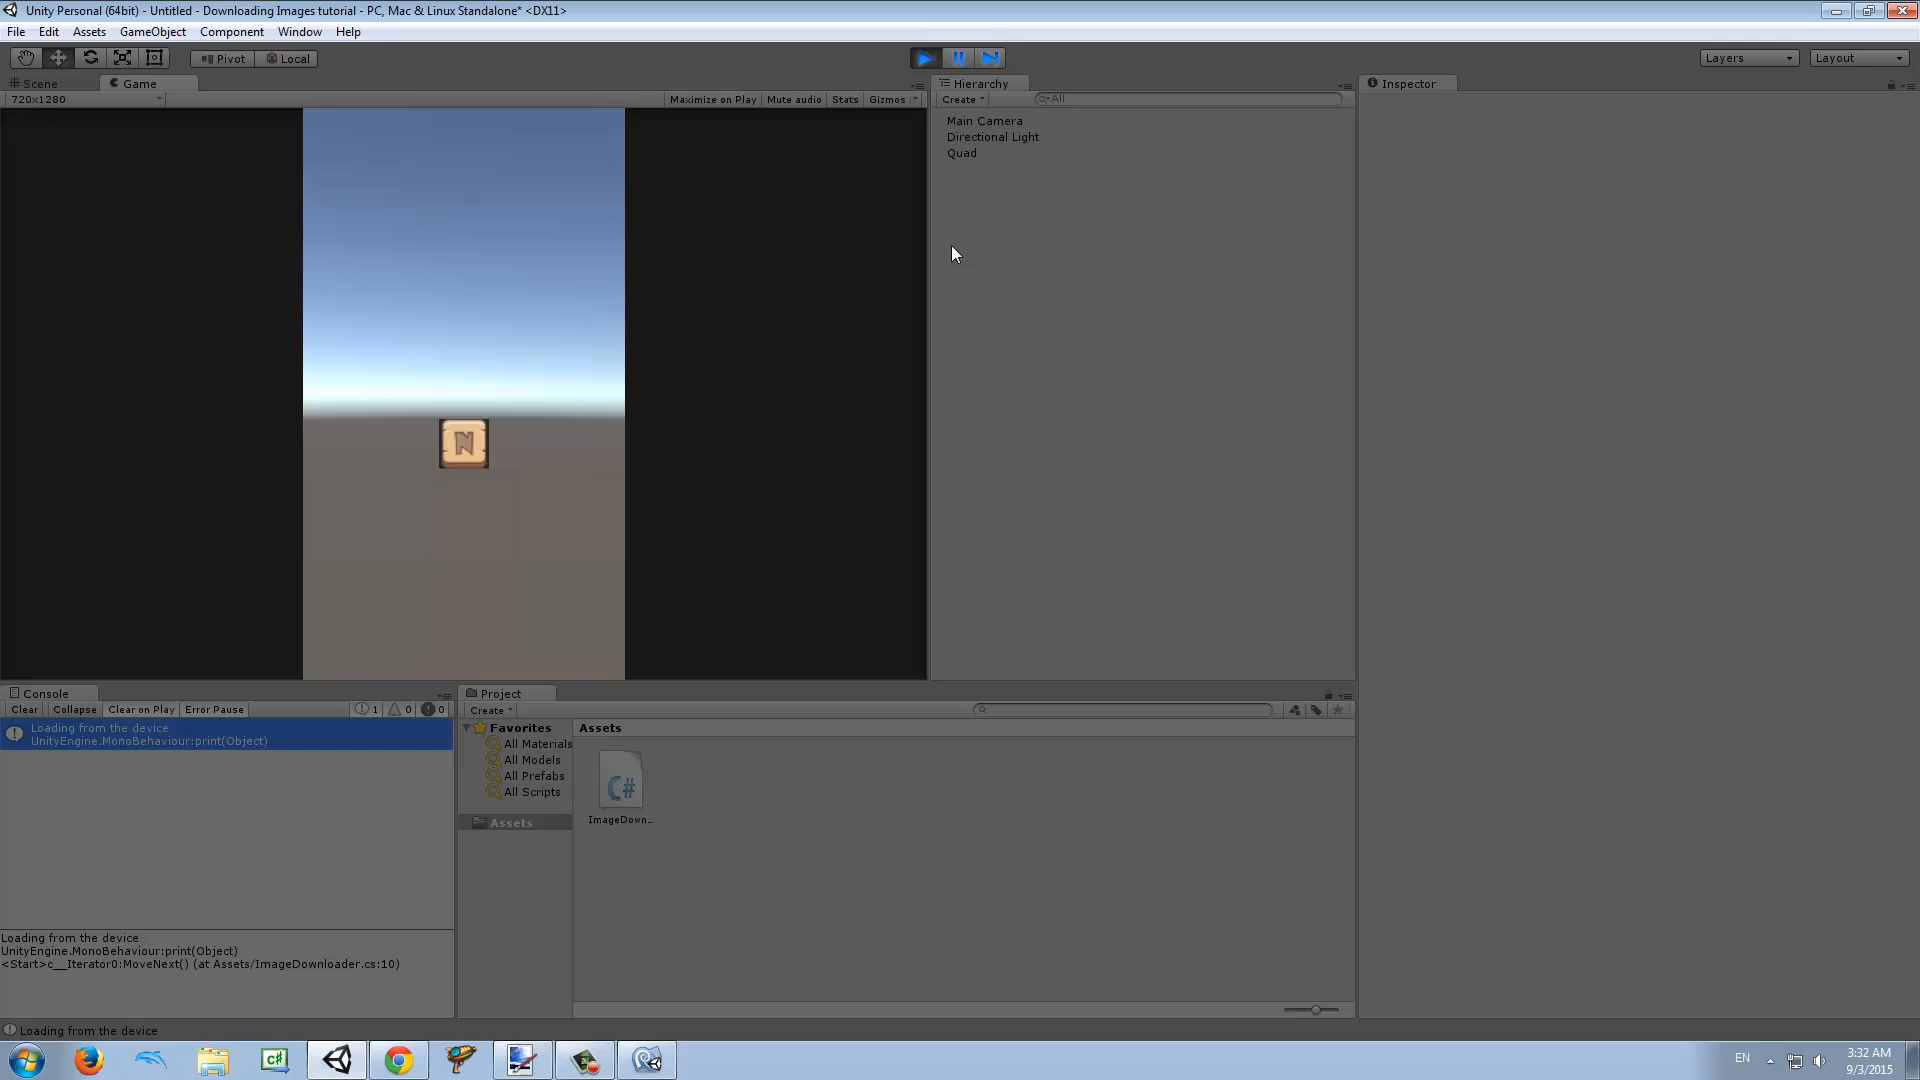 Unity Personal (64bit) - Untitled - Downloading Images tutorial - PC, Mac & Linux Standalone* <DX11>
File Edit Assets GameObject Component Window Help
Pivot Local Layers Layout
Scene Game Hierarchy Inspector
720x1280 Maximize on Play Mute audio Stats Gizmos Create All
Main Camera
Directional Light
Quad
N
Console Project
Clear Collapse Clear on Play Error Pause 1 0 0 Create
Loading from the device
UnityEngine.MonoBehaviour:print(Object)
Favorites
All Materials
All Models
All Prefabs
All Scripts
Assets
Assets
C#
ImageDown...
Loading from the device
UnityEngine.MonoBehaviour:print(Object)
<Start>c__Iterator0:MoveNext() (at Assets/ImageDownloader.cs:10)
Loading from the device
C#
EN
3:32 AM
9/3/2015